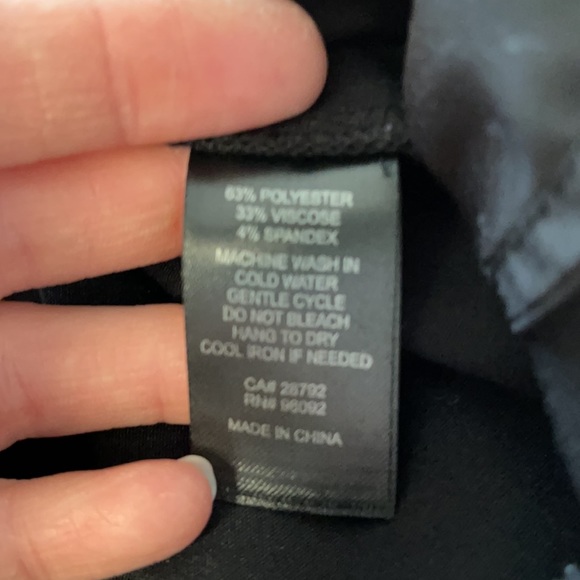 63% POLYESTER
33% VISCOSE
4% SPANDEX
MACHINE WASH IN
COLD WATER
GENTLE CYCLE
DO NOT BLEACH
HANG TO DRY
COOL IRON IF NEEDED
CA# 28792
RN# 96092
MADE IN CHINA